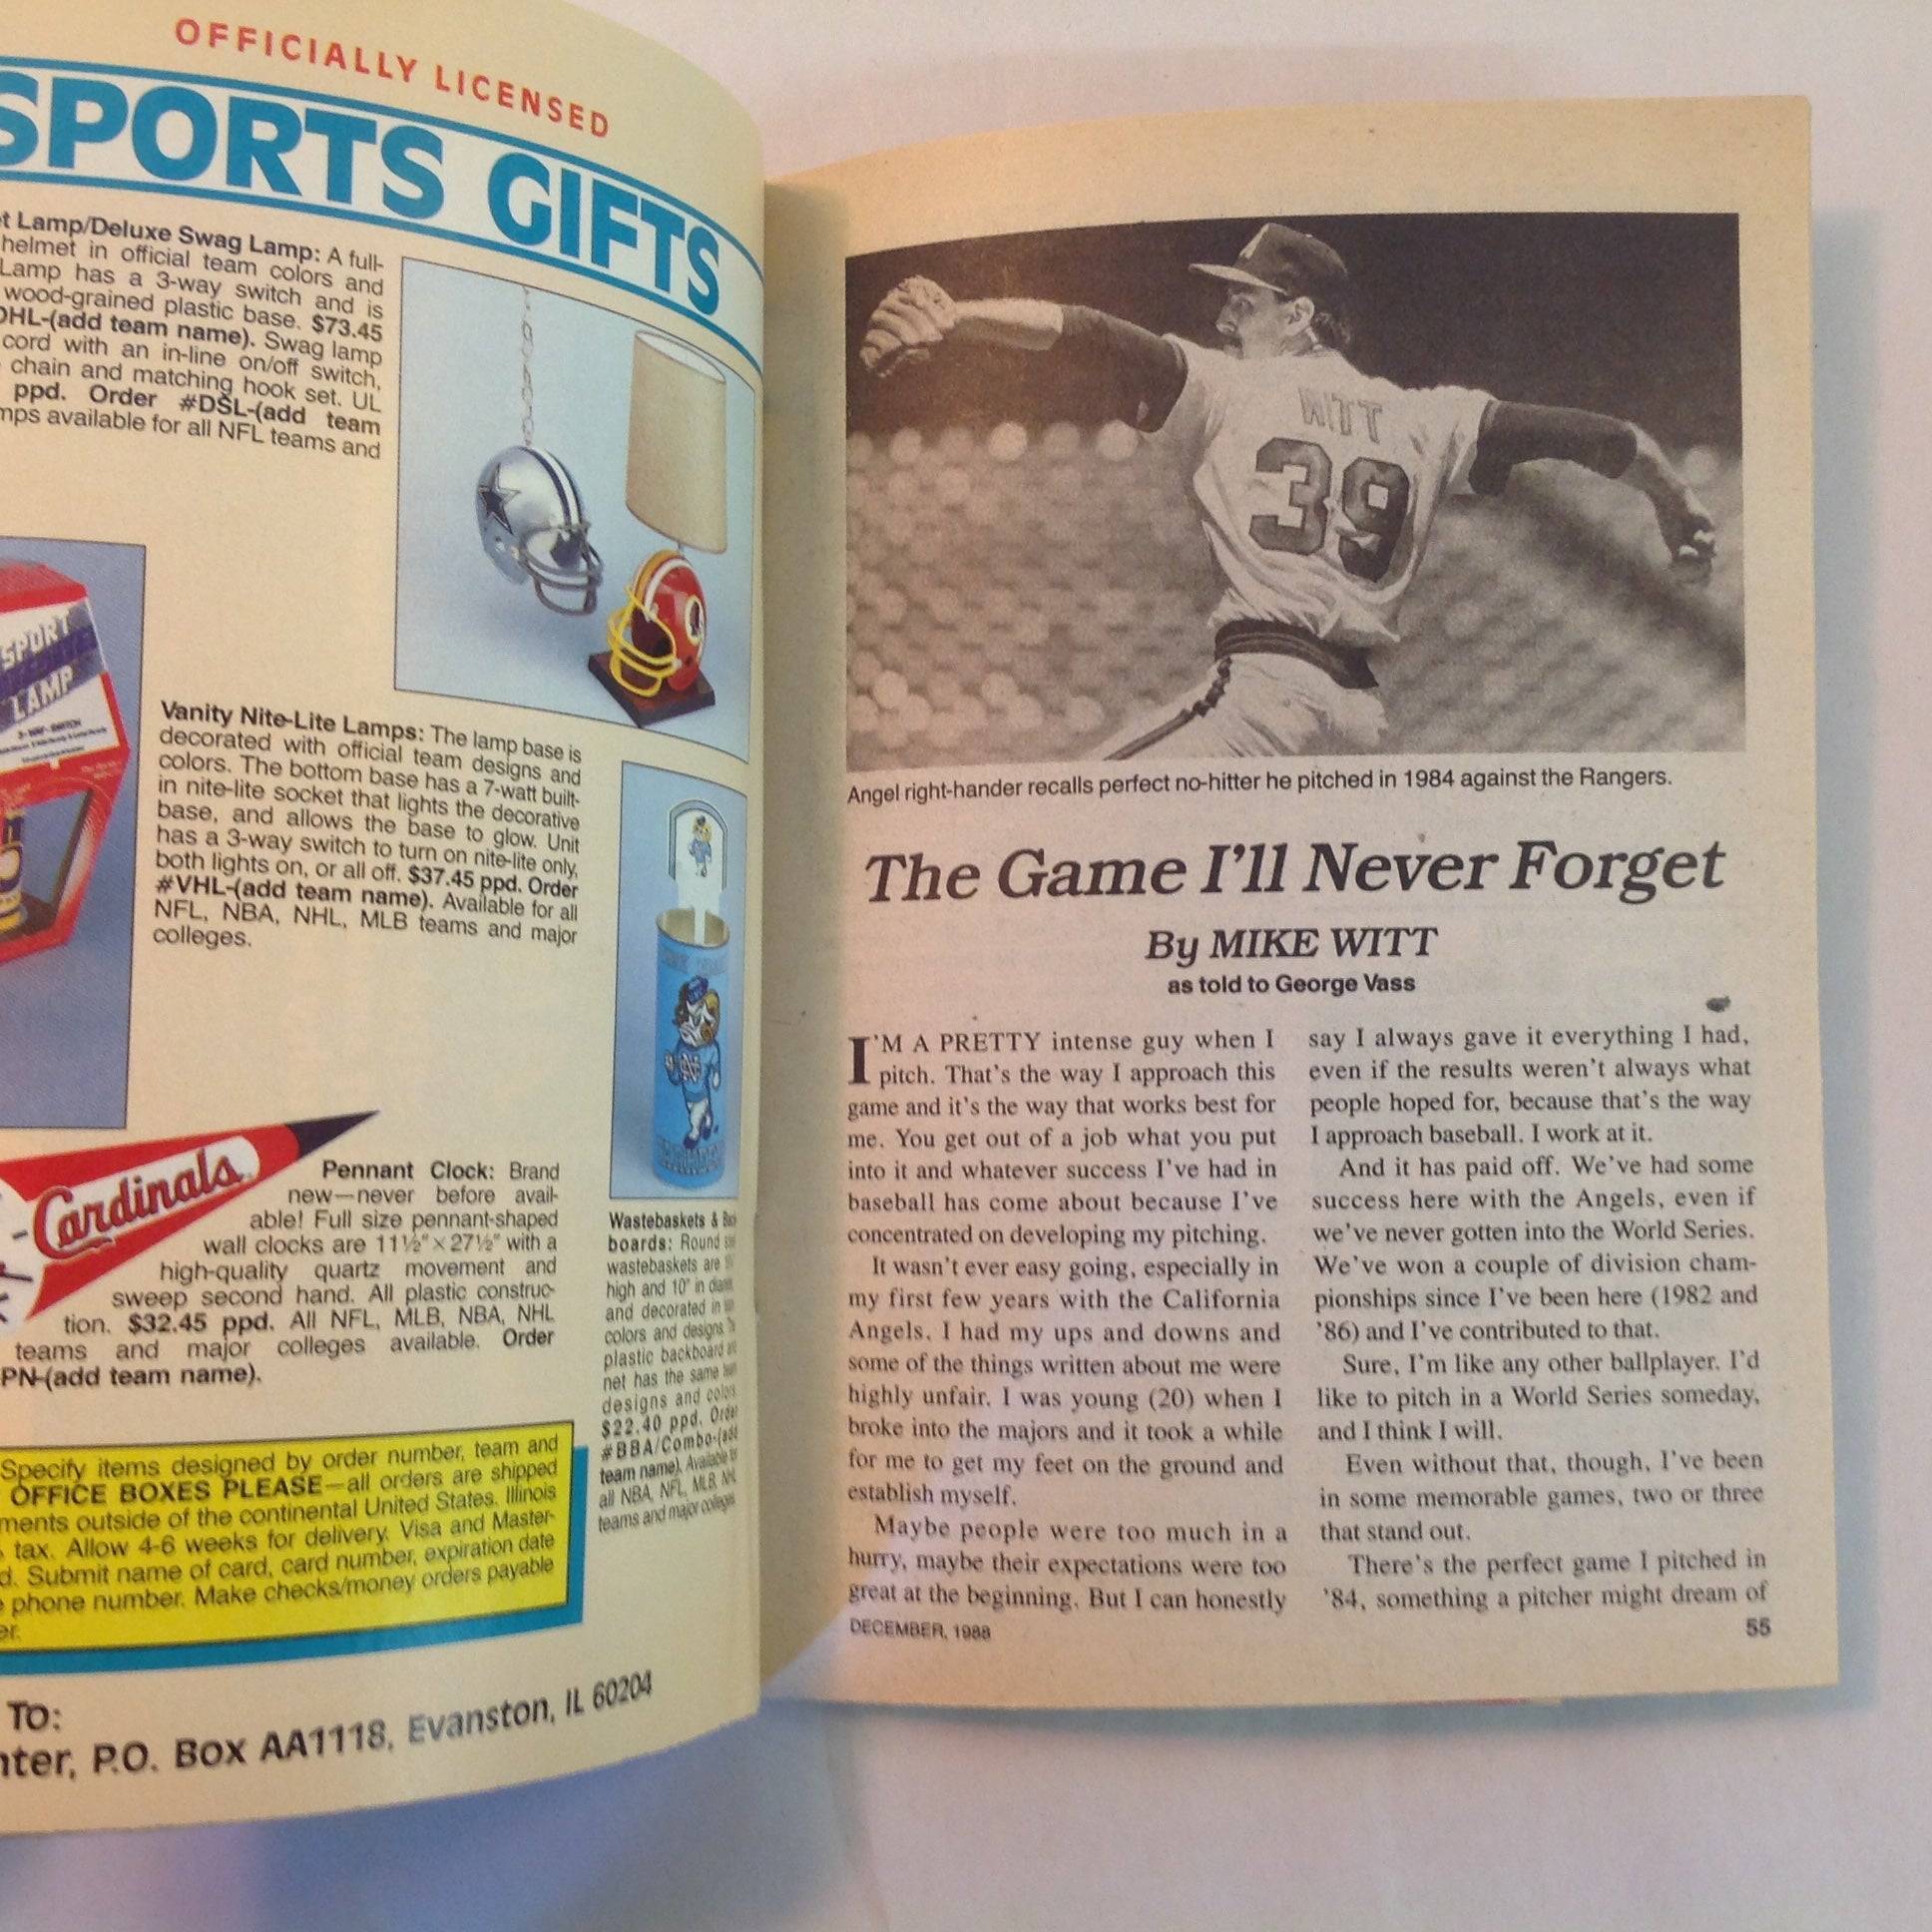 OFFICIALLY LICENSED
SPORTS GIFTS
Lamp/Deluxe Swag Lamp: A full-
helmet in official team colors and
Lamp has a 3-way switch and is
wood-grained plastic base. $73.45
(add team name). Swag lamp
cord with an in-line on/off switch,
chain and matching hook set. UL
ppd. Order #DSL-(add team
available for all NFL teams and
SPORT
LAMP
3-WAY SWITCH
Vanity Nite-Lite Lamps: The lamp base is
decorated with official team designs and
colors. The bottom base has a 7-watt built-
in nite-lite socket that lights the decorative
base, and allows the base to glow. Unit
has a 3-way switch to turn on nite-lite only,
both lights on, or all off. $37.45 ppd. Order
#VHL-(add team name). Available for all
NFL, NBA, NHL, MLB teams and major
colleges.
Cardinals
Pennant Clock: Brand
new—never before avail-
able! Full size pennant-shaped
wall clocks are 11½" × 27½" with a
high-quality quartz movement and
sweep second hand. All plastic construc-
tion. $32.45 ppd. All NFL, MLB, NBA, NHL
teams and major colleges available. Order
PN-(add team name).
Wastebaskets &
boards: Round
wastebaskets are
high and 10" in
and decorated in
colors and designs.
plastic backboard
net has the same
designs and colors.
$22.40 ppd. Order
#BBA/Combo-(add
team name). Available
all NBA, NFL, MLB,
teams and major colleges.
Specify items designed by order number, team and
OFFICE BOXES PLEASE—all orders are shipped
outside of the continental United States. Illinois
tax. Allow 4-6 weeks for delivery. Visa and Master-
Submit name of card, card number, expiration date
phone number. Make checks/money orders payable
TO:
P.O. Box AA1118, Evanston, IL 60204
WITT
39
Angel right-hander recalls perfect no-hitter he pitched in 1984 against the Rangers.
The Game I'll Never Forget
By MIKE WITT
as told to George Vass
I'M A PRETTY intense guy when I
pitch. That's the way I approach this
game and it's the way that works best for
me. You get out of a job what you put
into it and whatever success I've had in
baseball has come about because I've
concentrated on developing my pitching.
It wasn't ever easy going, especially in
my first few years with the California
Angels. I had my ups and downs and
some of the things written about me were
highly unfair. I was young (20) when I
broke into the majors and it took a while
for me to get my feet on the ground and
establish myself.
Maybe people were too much in a
hurry, maybe their expectations were too
great at the beginning. But I can honestly
say I always gave it everything I had,
even if the results weren't always what
people hoped for, because that's the way
I approach baseball. I work at it.
And it has paid off. We've had some
success here with the Angels, even if
we've never gotten into the World Series.
We've won a couple of division cham-
pionships since I've been here (1982 and
'86) and I've contributed to that.
Sure, I'm like any other ballplayer. I'd
like to pitch in a World Series someday,
and I think I will.
Even without that, though, I've been
in some memorable games, two or three
that stand out.
There's the perfect game I pitched in
'84, something a pitcher might dream of
DECEMBER, 1988
55